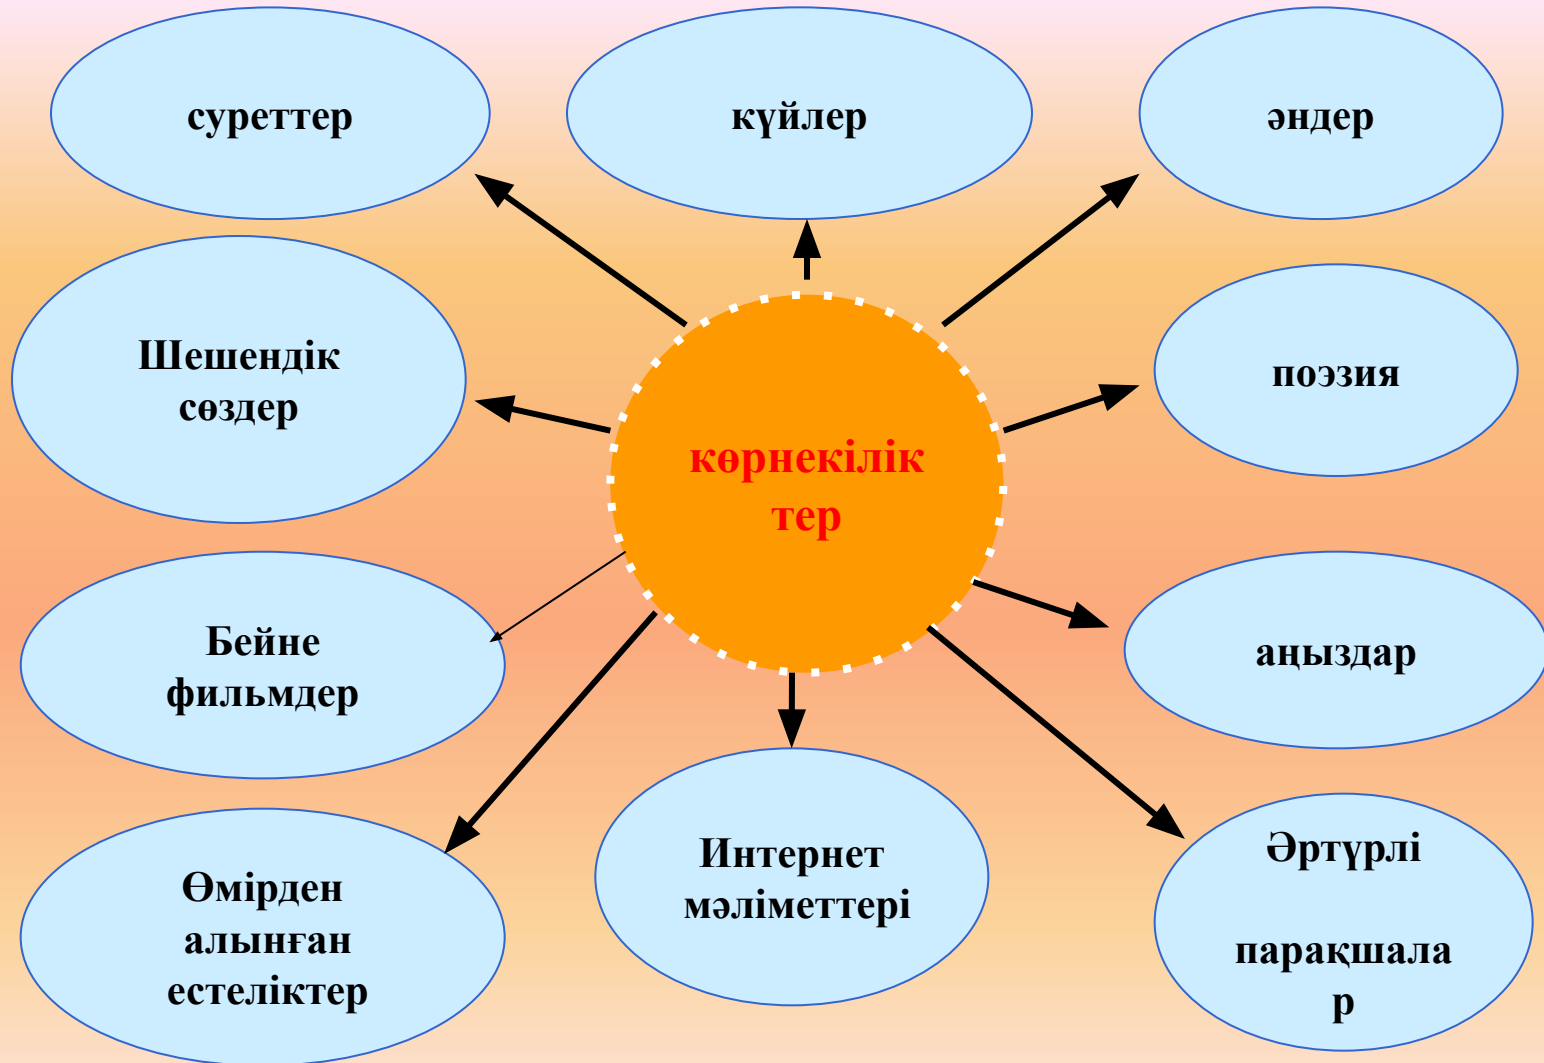 суреттер
күйлер
әндер
Шешендік
сөздер
поэзия
көрнекілік
тер
Бейне
фильмдер
аңыздар
Өмірден
алынған
естеліктер
Интернет
мәліметтері
Әртүрлі
парақшала
р